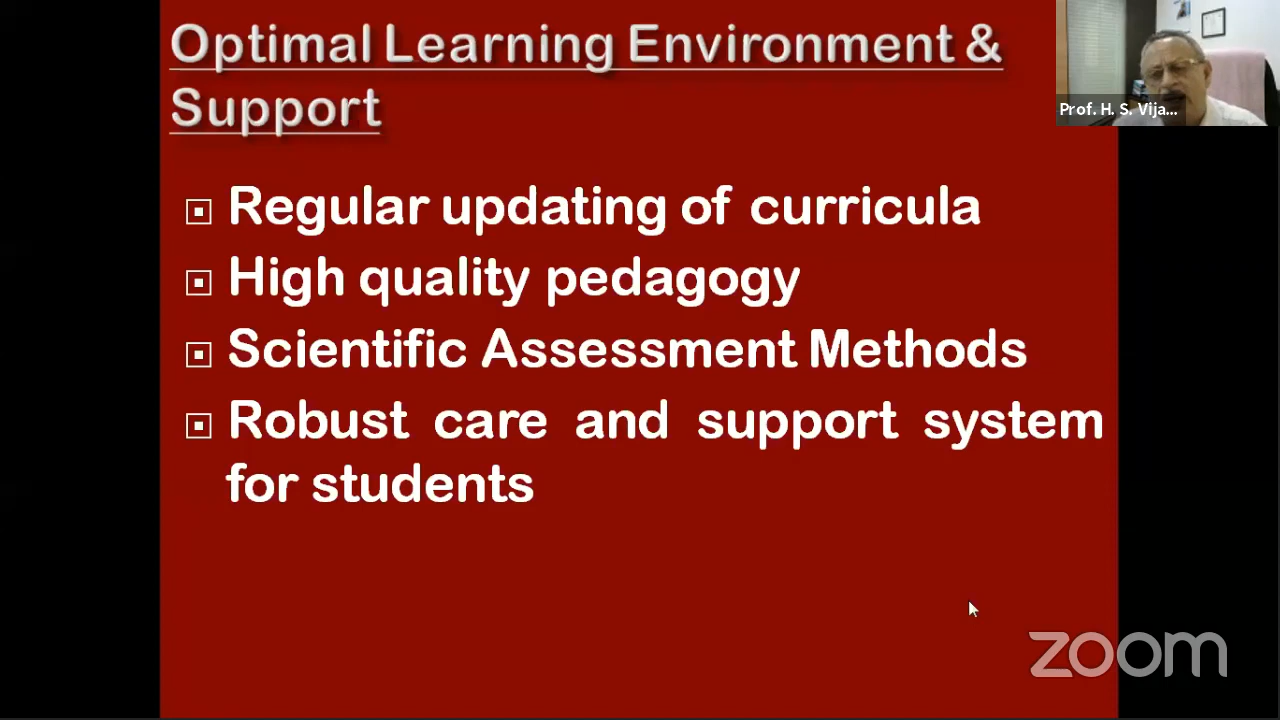 Optimal Learning Environment &
Support
Prof. H. S. Vija...
Regular updating of curricula
High quality pedagogy
Scientific Assessment Methods
Robust care and support system
for students
zoom